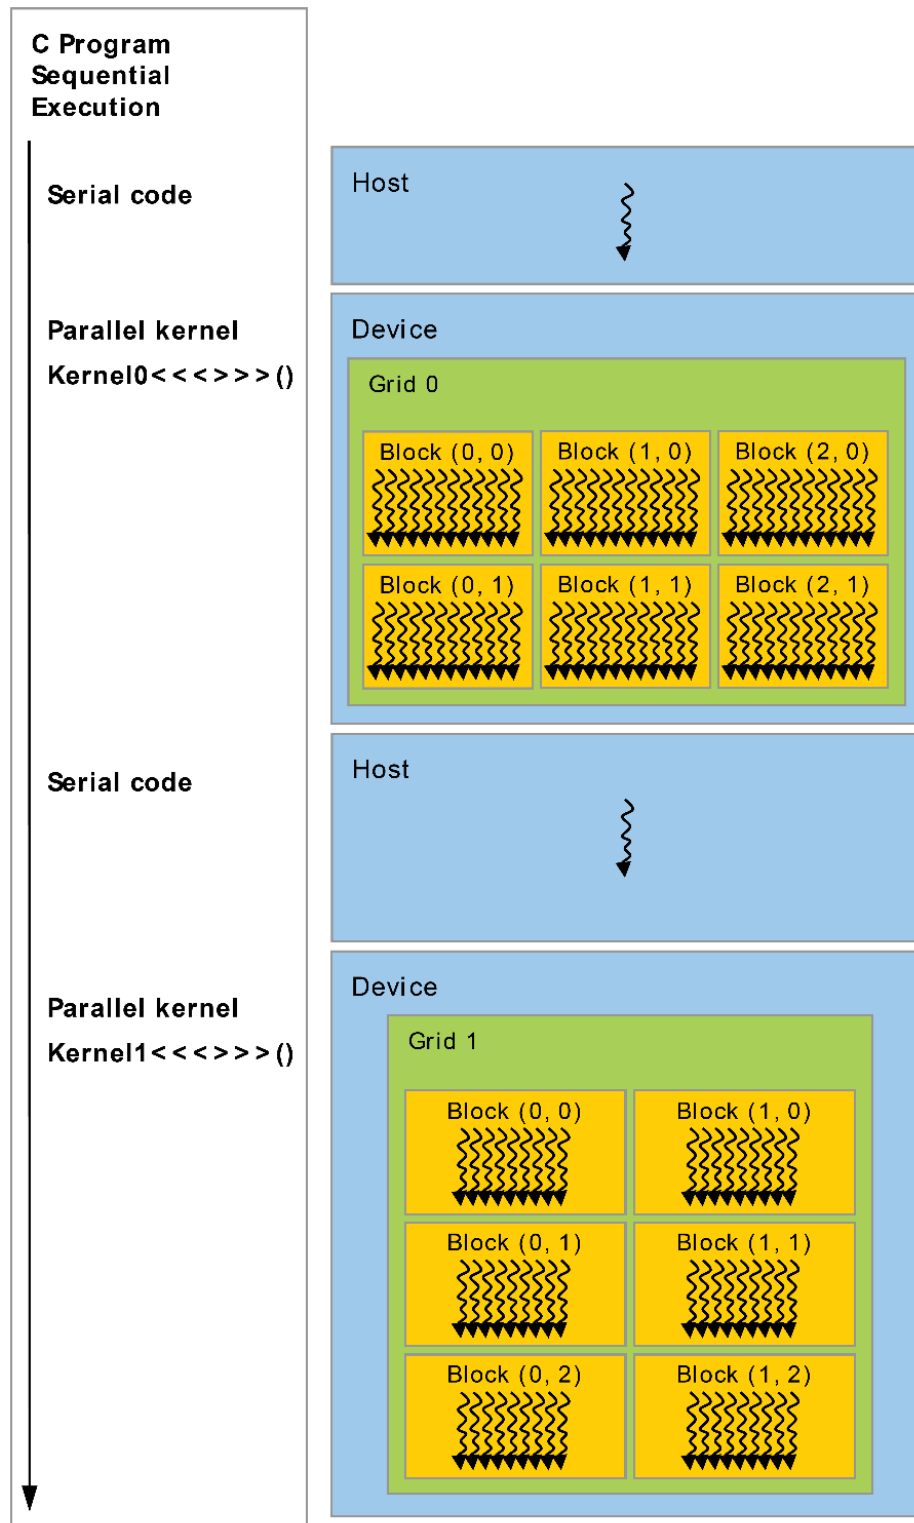 C Program
Sequential
Execution
Serial code
Host
Parallel kernel
Kernel0<<<>>>()
Device
Grid 0
Block (0, 0)
Block (1, 0)
Block (2, 0)
Block (0, 1)
Block (1, 1)
Block (2, 1)
Serial code
Host
Parallel kernel
Kernel1<<<>>>()
Device
Grid 1
Block (0, 0)
Block (1, 0)
Block (0, 1)
Block (1, 1)
Block (0, 2)
Block (1, 2)